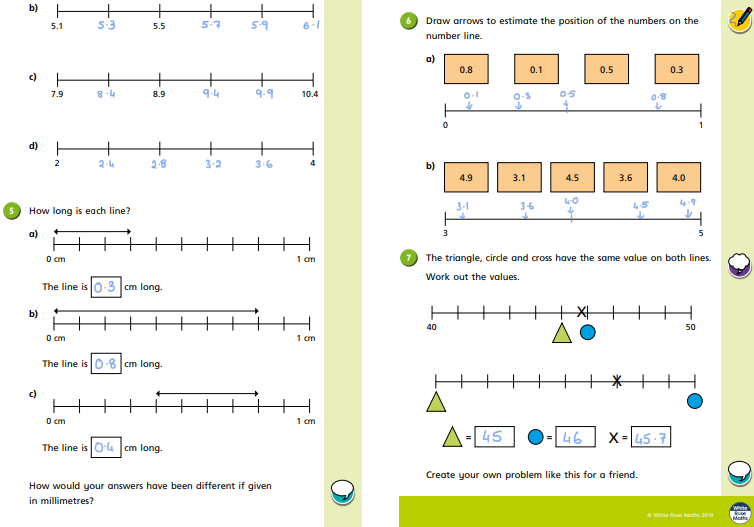 b)
5.1 5.3 5.5 5.7 5.9 6.1
c)
7.9 8.4 8.9 9.4 9.9 10.4
d)
2 2.4 2.8 3.2 3.6 4
5 How long is each line?
a)
0 cm 1 cm
The line is 0.3 cm long.
b)
0 cm 1 cm
The line is 0.8 cm long.
c)
0 cm 1 cm
The line is 0.4 cm long.
How would your answers have been different if given
in millimetres?
6 Draw arrows to estimate the position of the numbers on the
number line.
a) 0.8 0.1 0.5 0.3
0.1 0.3 0.5 0.8
0 1
b) 4.9 3.1 4.5 3.6 4.0
3.1 3.6 4.0 4.5 4.9
3 5
7 The triangle, circle and cross have the same value on both lines.
Work out the values.
X
40 50
X
= 45 = 46 X = 45.7
Create your own problem like this for a friend.
© White Rose Maths 2019
White
Rose
Maths